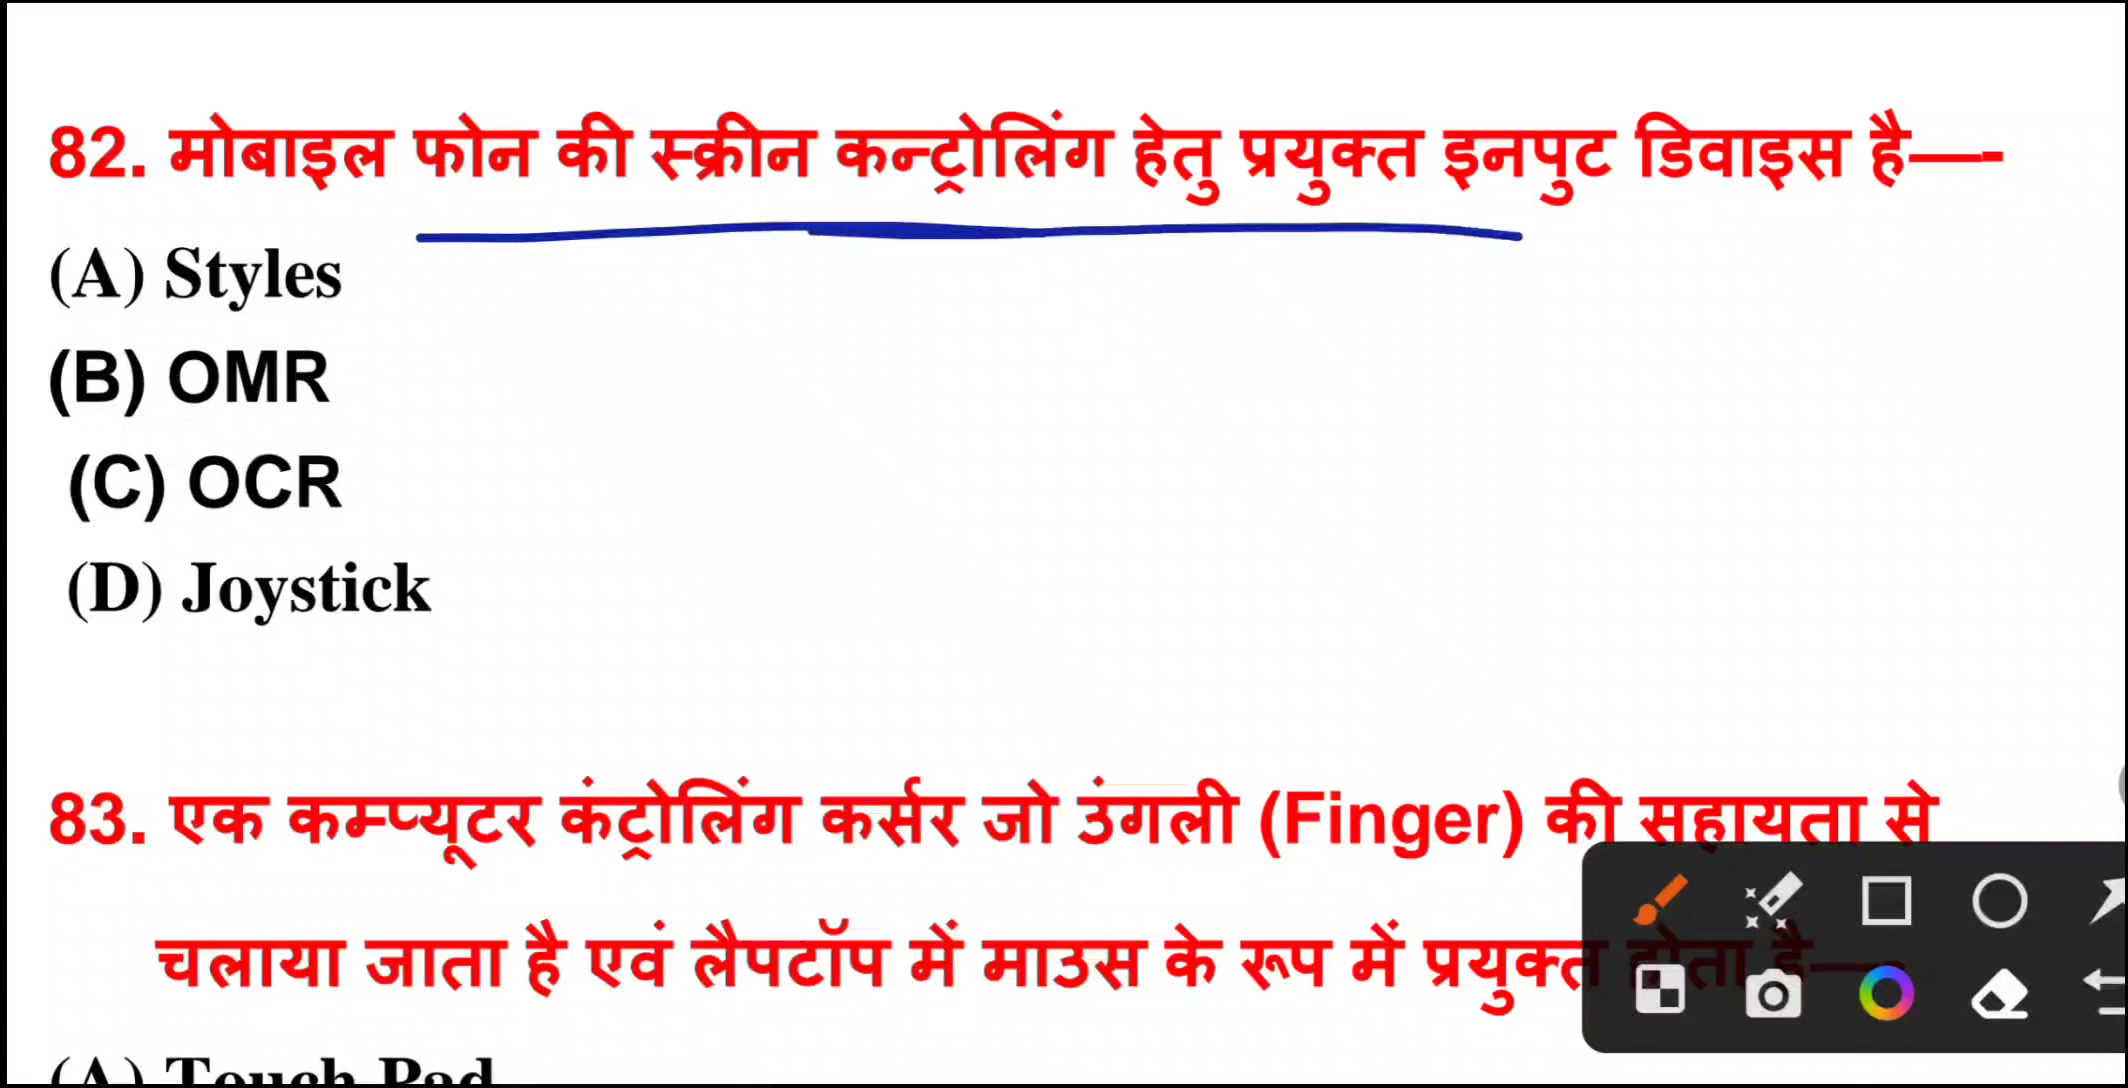 82. मोबाइल फोन की स्क्रीन कन्ट्रोलिंग हेतु प्रयुक्त इनपुट डिवाइस है—-
(A) Styles
(B) OMR
(C) OCR
(D) Joystick
83. एक कम्प्यूटर कंट्रोलिंग कर्सर जो उंगली (Finger) की सहायता से
चलाया जाता है एवं लैपटॉप में माउस के रूप में प्रयुक्त होता है—-
(A) Touch Pad